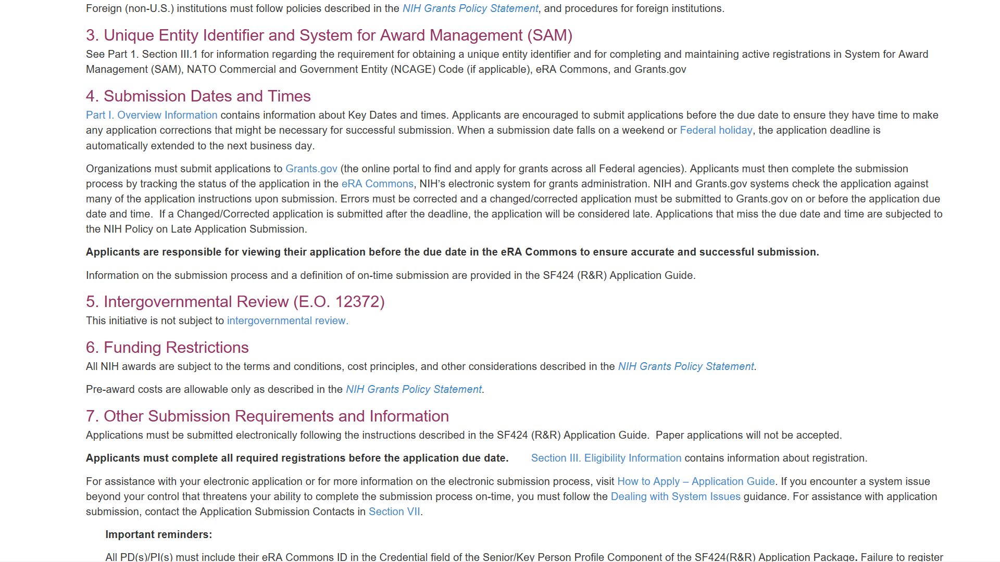 Foreign (non-U.S.) institutions must follow policies described in the NIH Grants Policy Statement, and procedures for foreign institutions.
3. Unique Entity Identifier and System for Award Management (SAM)
See Part 1. Section III.1 for information regarding the requirement for obtaining a unique entity identifier and for completing and maintaining active registrations in System for Award
Management (SAM), NATO Commercial and Government Entity (NCAGE) Code (if applicable), eRA Commons, and Grants.gov
4. Submission Dates and Times
Part I. Overview Information contains information about Key Dates and times. Applicants are encouraged to submit applications before the due date to ensure they have time to make
any application corrections that might be necessary for successful submission. When a submission date falls on a weekend or Federal holiday, the application deadline is
automatically extended to the next business day.
Organizations must submit applications to Grants.gov (the online portal to find and apply for grants across all Federal agencies). Applicants must then complete the submission
process by tracking the status of the application in the eRA Commons, NIH’s electronic system for grants administration. NIH and Grants.gov systems check the application against
many of the application instructions upon submission. Errors must be corrected and a changed/corrected application must be submitted to Grants.gov on or before the application due
date and time.  If a Changed/Corrected application is submitted after the deadline, the application will be considered late. Applications that miss the due date and time are subjected to
the NIH Policy on Late Application Submission.
Applicants are responsible for viewing their application before the due date in the eRA Commons to ensure accurate and successful submission.
Information on the submission process and a definition of on-time submission are provided in the SF424 (R&R) Application Guide.
5. Intergovernmental Review (E.O. 12372)
This initiative is not subject to intergovernmental review.
6. Funding Restrictions
All NIH awards are subject to the terms and conditions, cost principles, and other considerations described in the NIH Grants Policy Statement.
Pre-award costs are allowable only as described in the NIH Grants Policy Statement.
7. Other Submission Requirements and Information
Applications must be submitted electronically following the instructions described in the SF424 (R&R) Application Guide.  Paper applications will not be accepted.
Applicants must complete all required registrations before the application due date. Section III. Eligibility Information contains information about registration.
For assistance with your electronic application or for more information on the electronic submission process, visit How to Apply – Application Guide. If you encounter a system issue
beyond your control that threatens your ability to complete the submission process on-time, you must follow the Dealing with System Issues guidance. For assistance with application
submission, contact the Application Submission Contacts in Section VII.
Important reminders:
All PD(s)/PI(s) must include their eRA Commons ID in the Credential field of the Senior/Key Person Profile Component of the SF424(R&R) Application Package. Failure to register